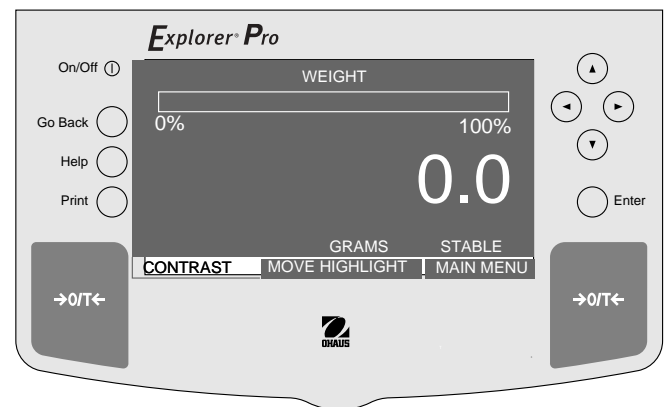 Explorer® Pro
On/Off
WEIGHT
0% 100%
Go Back
Help
0.0
Print
Enter
GRAMS STABLE
CONTRAST MOVE HIGHLIGHT MAIN MENU
→0/T← →0/T←
OHAUS